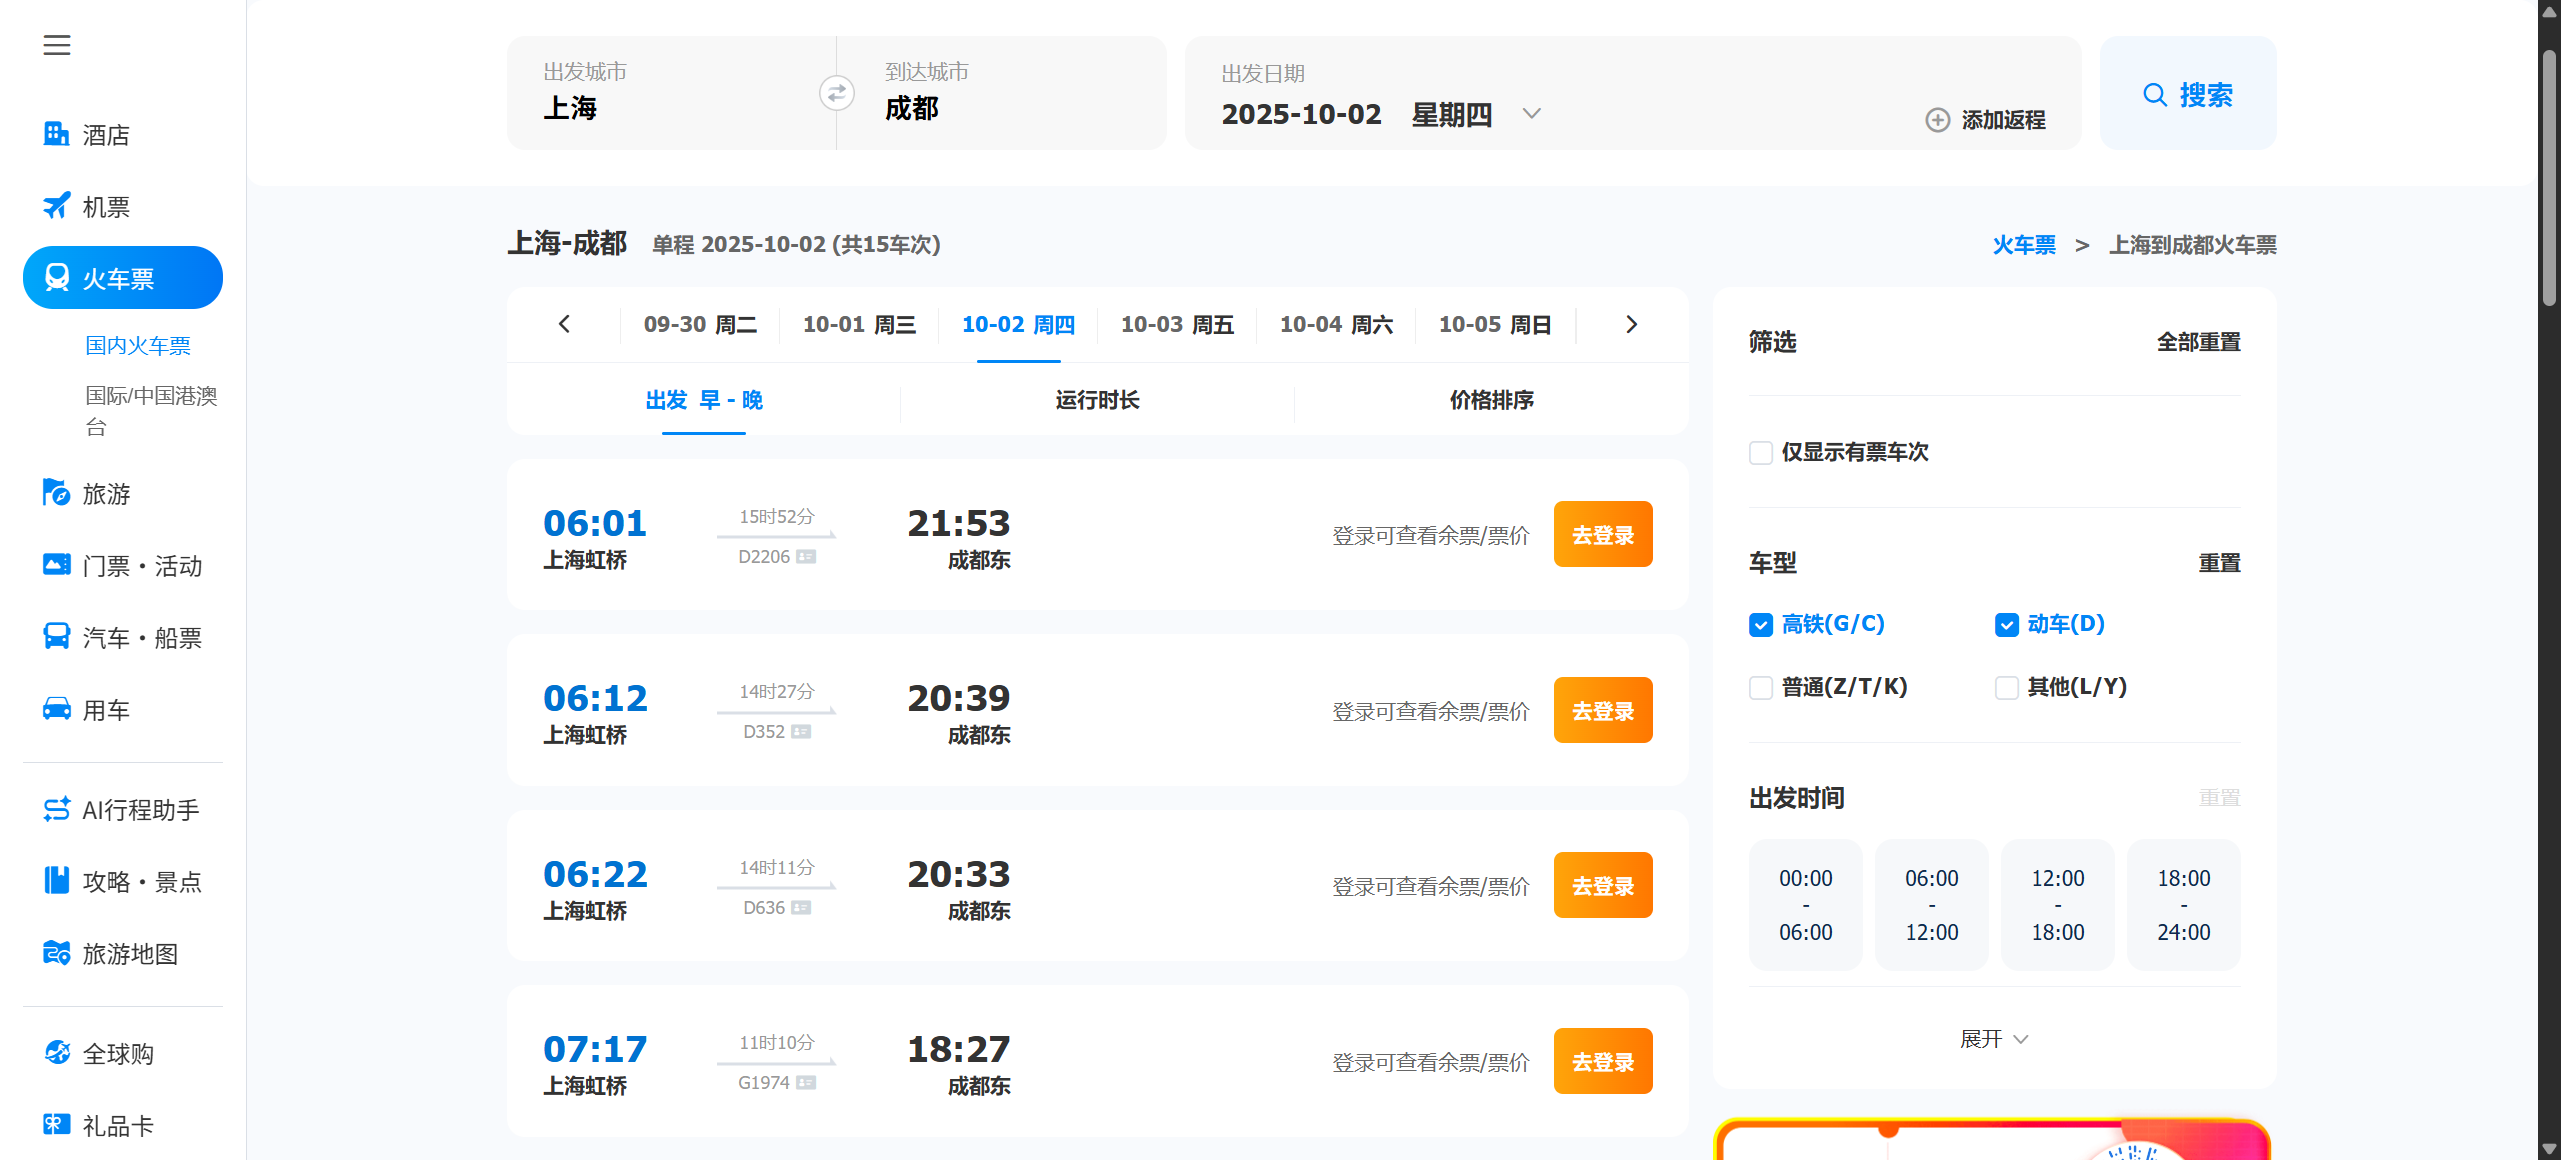 酒店
机票
火车票
国内火车票
国际/中国港澳
台
旅游
门票・活动
汽车・船票
用车
AI行程助手
攻略・景点
旅游地图
全球购
礼品卡
出发城市
上海
到达城市
成都
出发日期
2025-10-02 星期四
添加返程
搜索
上海-成都 单程 2025-10-02 (共15车次)
火车票 > 上海到成都火车票
09-30 周二
10-01 周三
10-02 周四
10-03 周五
10-04 周六
10-05 周日
出发 早 - 晚
运行时长
价格排序
06:01
上海虹桥
15时52分
D2206
21:53
成都东
登录可查看余票/票价
去登录
06:12
上海虹桥
14时27分
D352
20:39
成都东
登录可查看余票/票价
去登录
06:22
上海虹桥
14时11分
D636
20:33
成都东
登录可查看余票/票价
去登录
07:17
上海虹桥
11时10分
G1974
18:27
成都东
登录可查看余票/票价
去登录
筛选
全部重置
仅显示有票车次
车型
重置
高铁(G/C)
动车(D)
普通(Z/T/K)
其他(L/Y)
出发时间
重置
00:00
-
06:00
06:00
-
12:00
12:00
-
18:00
18:00
-
24:00
展开